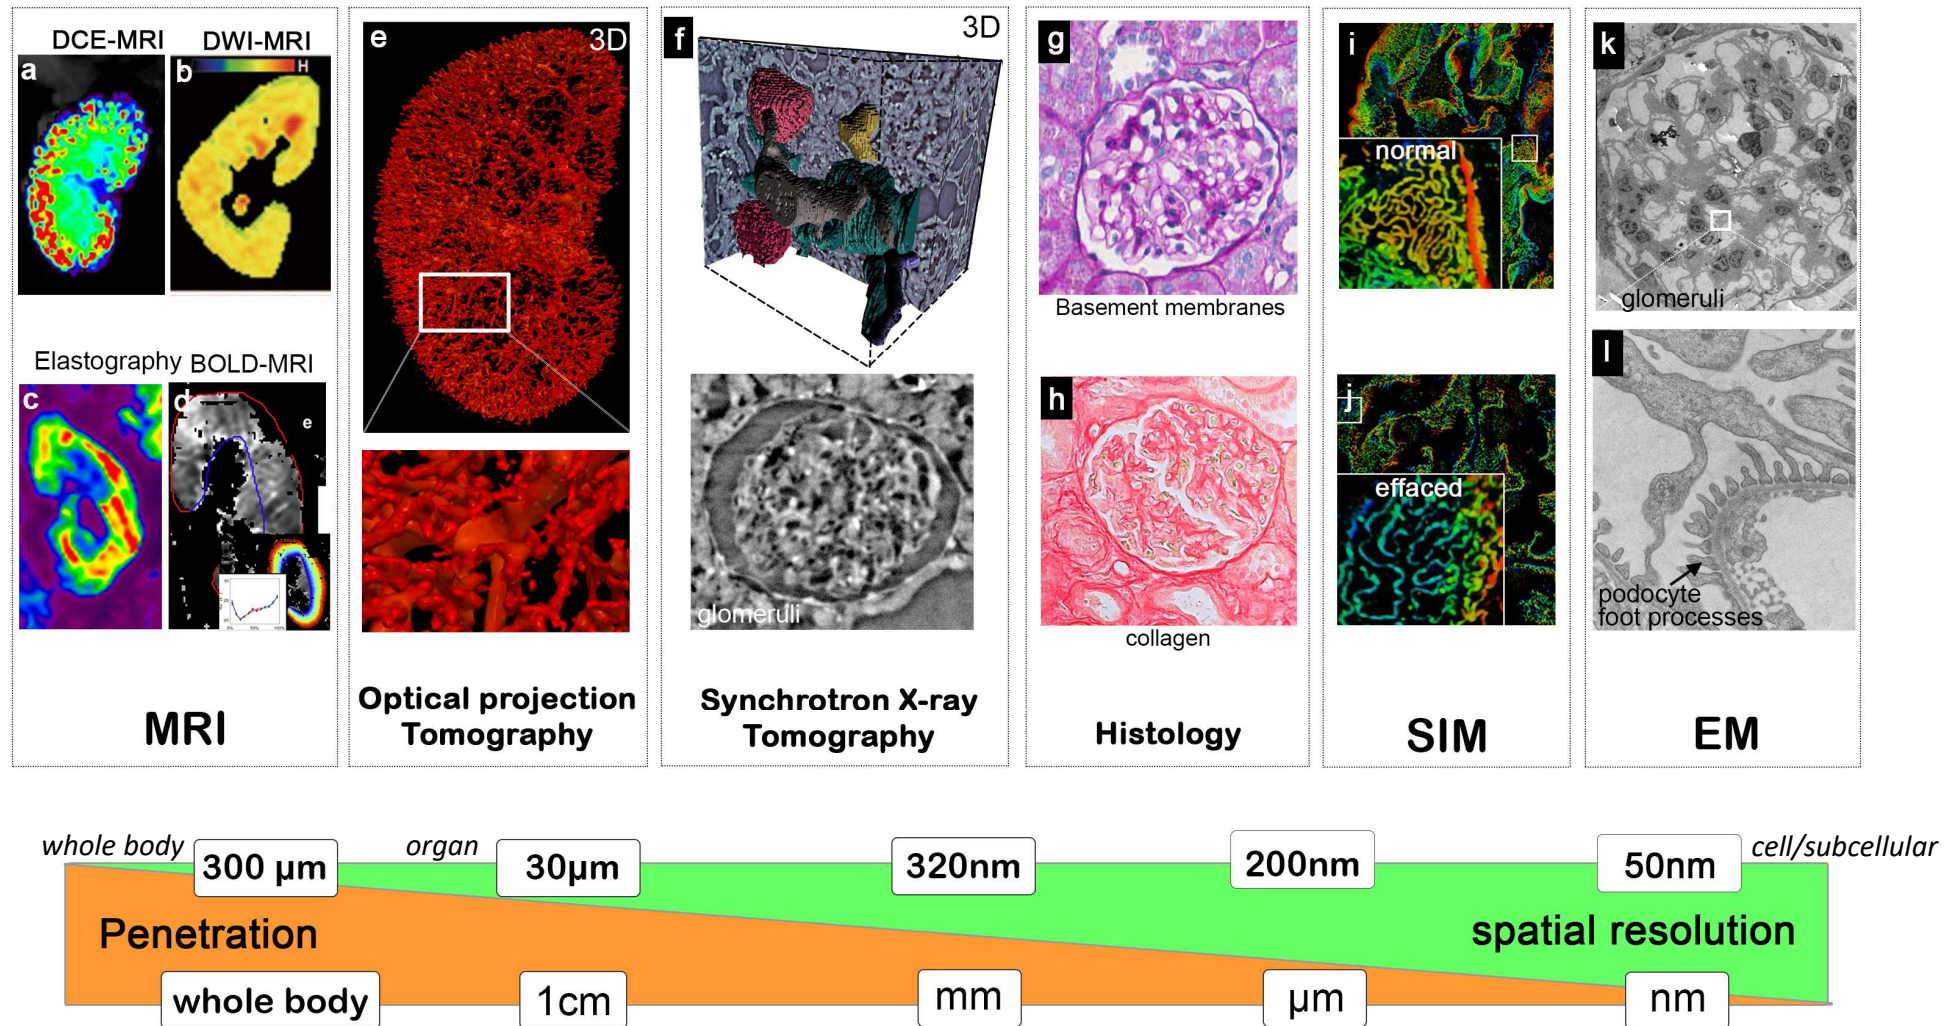 DCE-MRI
DWI-MRI
a
b
H
Elastography
BOLD-MRI
c
d
e
MRI
e
3D
Optical projection
Tomography
f
3D
glomeruli
Synchrotron X-ray
Tomography
g
Basement membranes
h
collagen
Histology
i
normal
j
effaced
SIM
k
glomeruli
l
podocyte
foot processes
EM
whole body
300 µm
organ
30µm
320nm
200nm
50nm
cell/subcellular
Penetration
spatial resolution
whole body
1cm
mm
µm
nm